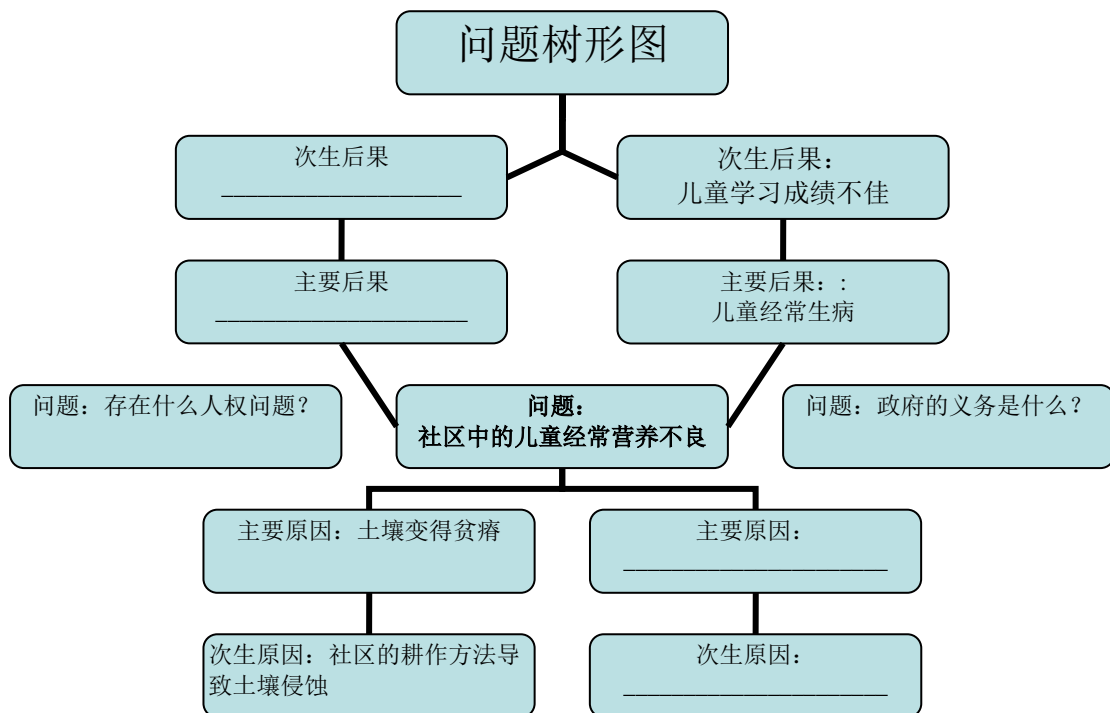 问题树形图
次生后果
____________________
次生后果：
儿童学习成绩不佳
主要后果
_____________________
主要后果：:
儿童经常生病
问题：存在什么人权问题？
问题：
社区中的儿童经常营养不良
问题：政府的义务是什么？
主要原因：土壤变得贫瘠
主要原因：
______________________
次生原因：社区的耕作方法导
致土壤侵蚀
次生原因：
______________________